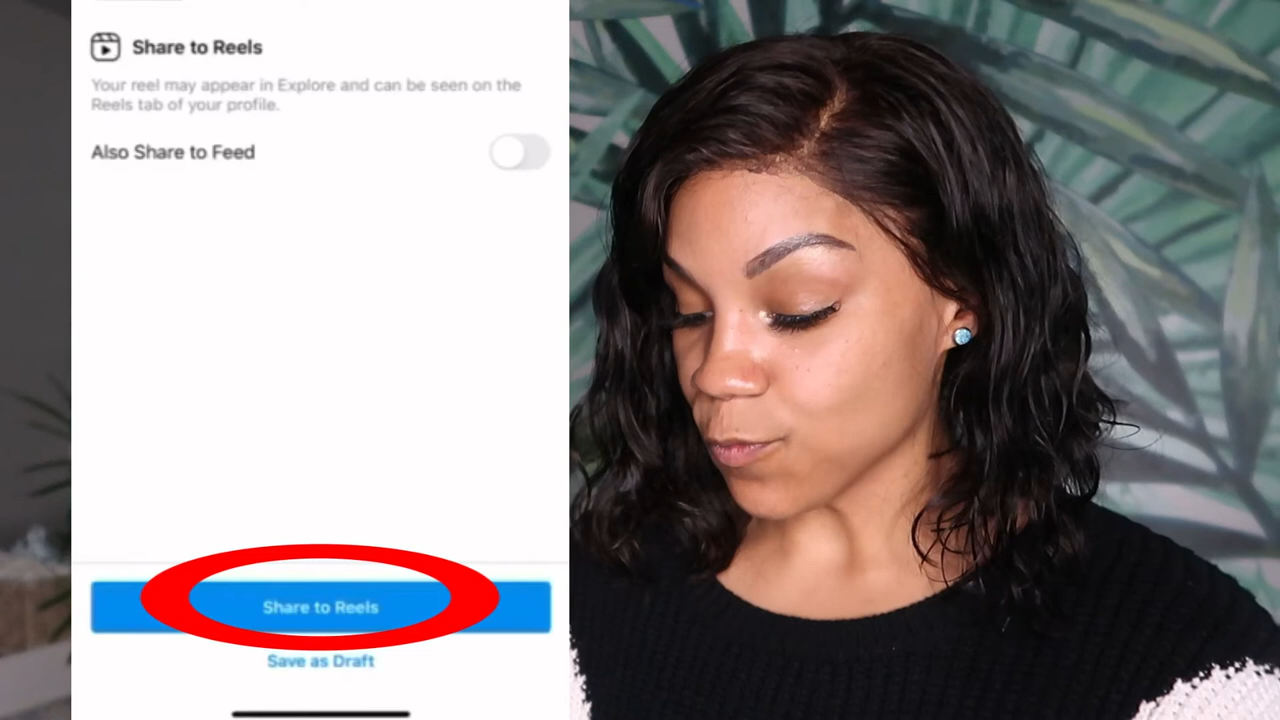 Share to Reels
Your reel may appear in Explore and can be seen on the
Reels tab of your profile.
Also Share to Feed
Share to Reels
Save as Draft